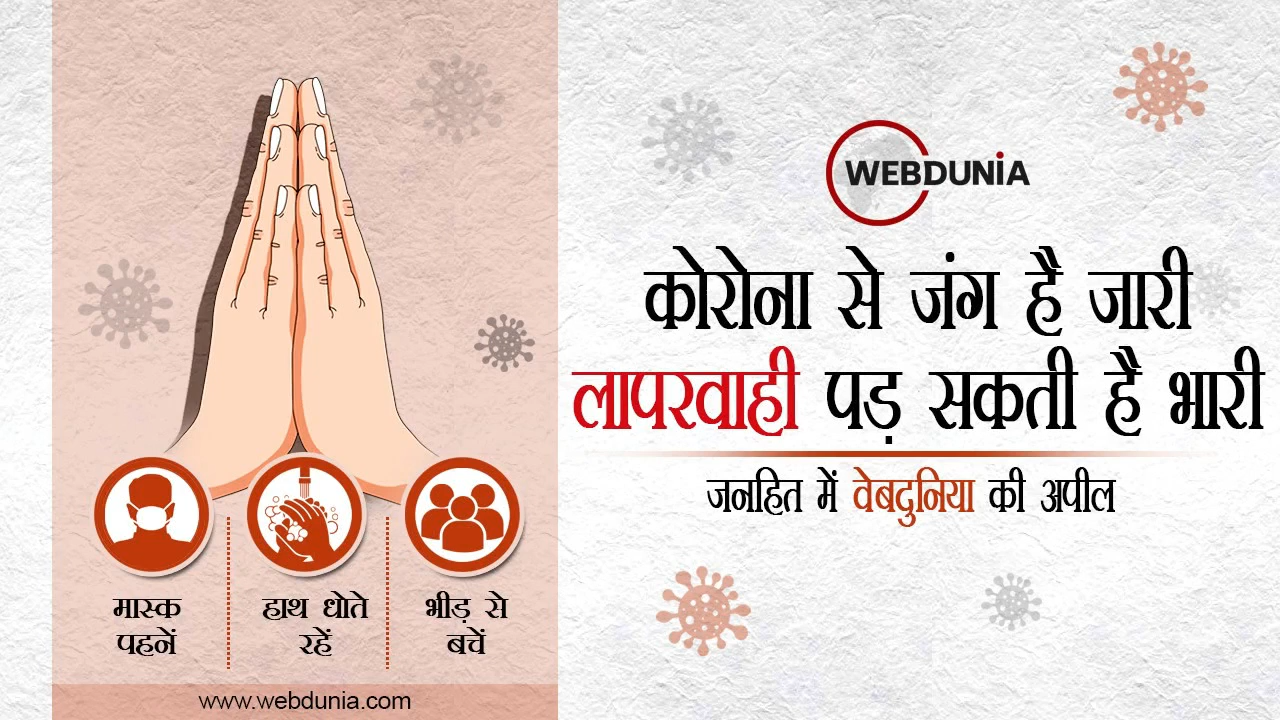 WEBDUNIA
कोरोना से जंग है जारी
लापरवाही पड़ सकती है भारी
जनहित में वेबदुनिया की अपील
मास्क
पहनें
हाथ धोते
रहें
भीड़ से
बचें
www.webdunia.com